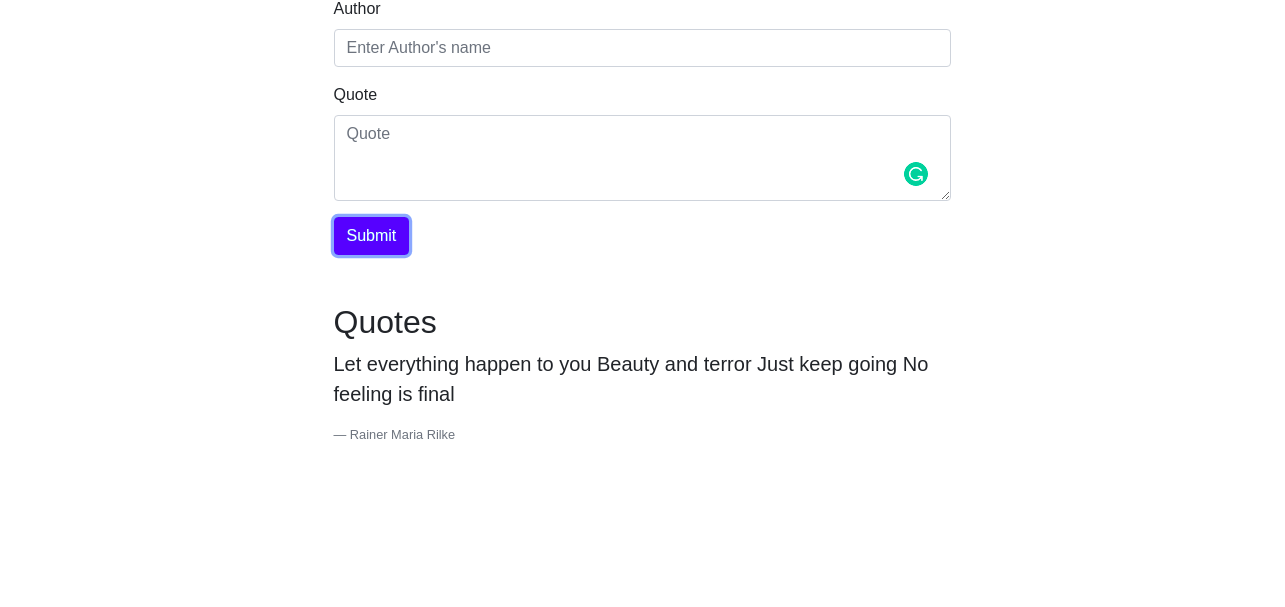 Author
Enter Author's name
Quote
Quote
Submit
Quotes
Let everything happen to you Beauty and terror Just keep going No
feeling is final
— Rainer Maria Rilke